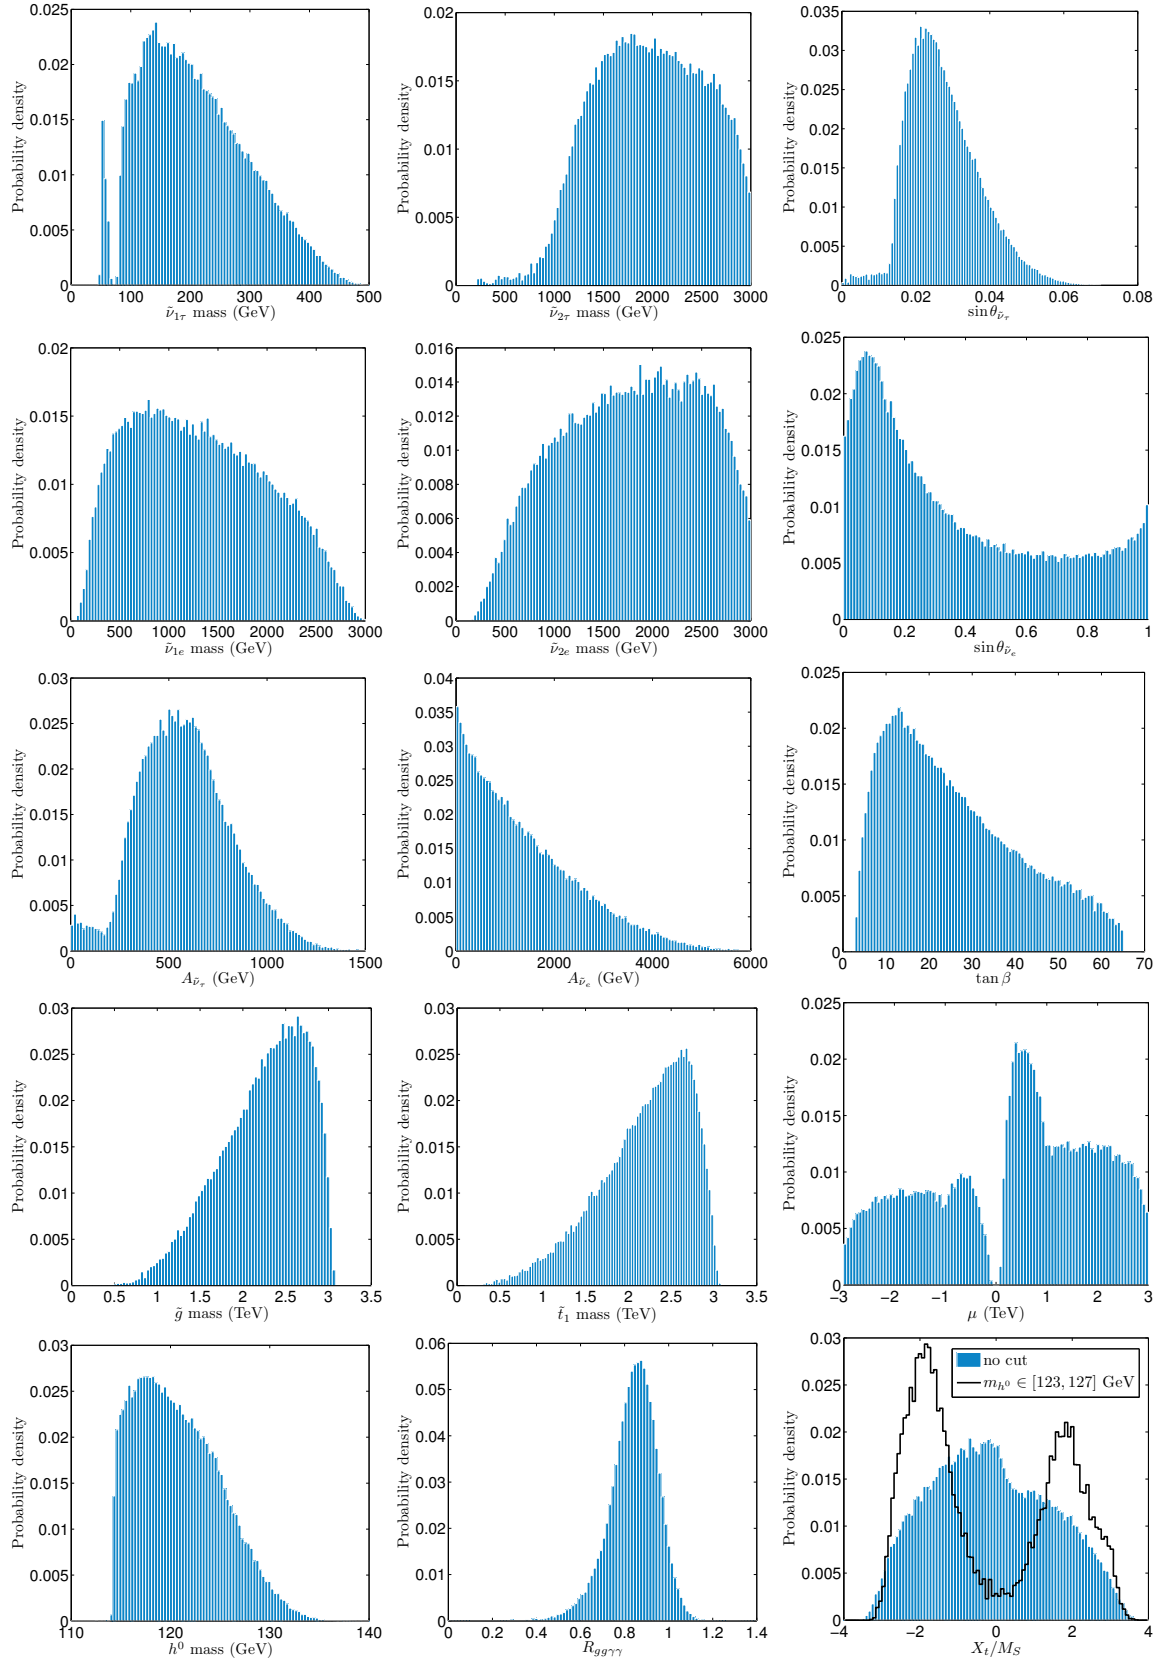 Probability density
0.025
0.02
0.015
0.01
0.005
0
0 100 200 300 400 500
ν̃₁τ mass (GeV)
Probability density
0.02
0.015
0.01
0.005
0
0 500 1000 1500 2000 2500 3000
ν̃₂τ mass (GeV)
Probability density
0.035
0.03
0.025
0.02
0.015
0.01
0.005
0
0 0.02 0.04 0.06 0.08
sin θ_ν̃τ
Probability density
0.02
0.015
0.01
0.005
0
0 500 1000 1500 2000 2500 3000
ν̃₁e mass (GeV)
Probability density
0.016
0.014
0.012
0.01
0.008
0.006
0.004
0.002
0
0 500 1000 1500 2000 2500 3000
ν̃₂e mass (GeV)
Probability density
0.025
0.02
0.015
0.01
0.005
0
0 0.2 0.4 0.6 0.8 1
sin θ_ν̃e
Probability density
0.03
0.025
0.02
0.015
0.01
0.005
0
0 500 1000 1500
A_ν̃τ (GeV)
Probability density
0.04
0.035
0.03
0.025
0.02
0.015
0.01
0.005
0
0 2000 4000 6000
A_ν̃e (GeV)
Probability density
0.025
0.02
0.015
0.01
0.005
0
0 10 20 30 40 50 60 70
tan β
Probability density
0.03
0.025
0.02
0.015
0.01
0.005
0
0 0.5 1 1.5 2 2.5 3 3.5
g̃ mass (TeV)
Probability density
0.03
0.025
0.02
0.015
0.01
0.005
0
0 0.5 1 1.5 2 2.5 3 3.5
t̃₁ mass (TeV)
Probability density
0.025
0.02
0.015
0.01
0.005
0
−3 −2 −1 0 1 2 3
μ (TeV)
Probability density
0.03
0.025
0.02
0.015
0.01
0.005
0
110 120 130 140
h⁰ mass (GeV)
Probability density
0.06
0.05
0.04
0.03
0.02
0.01
0
0 0.2 0.4 0.6 0.8 1 1.2 1.4
R_ggγγ
Probability density
0.03
0.025
0.02
0.015
0.01
0.005
0
no cut
m_h⁰ ∈ [123, 127] GeV
−4 −2 0 2 4
X_t/M_S